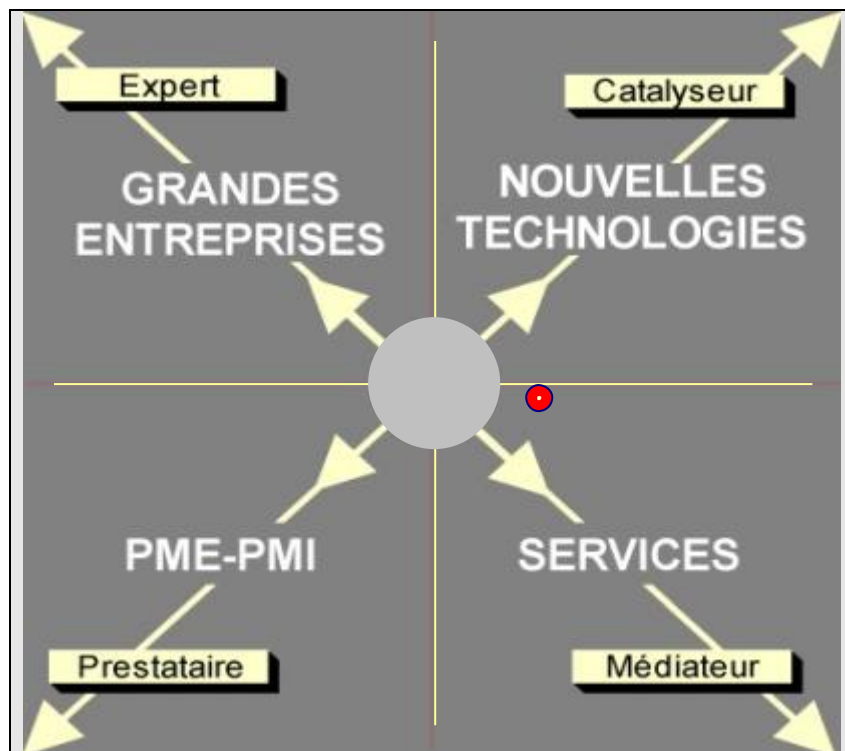 Expert
Catalyseur
GRANDES
ENTREPRISES
NOUVELLES
TECHNOLOGIES
PME-PMI
SERVICES
Prestataire
Médiateur